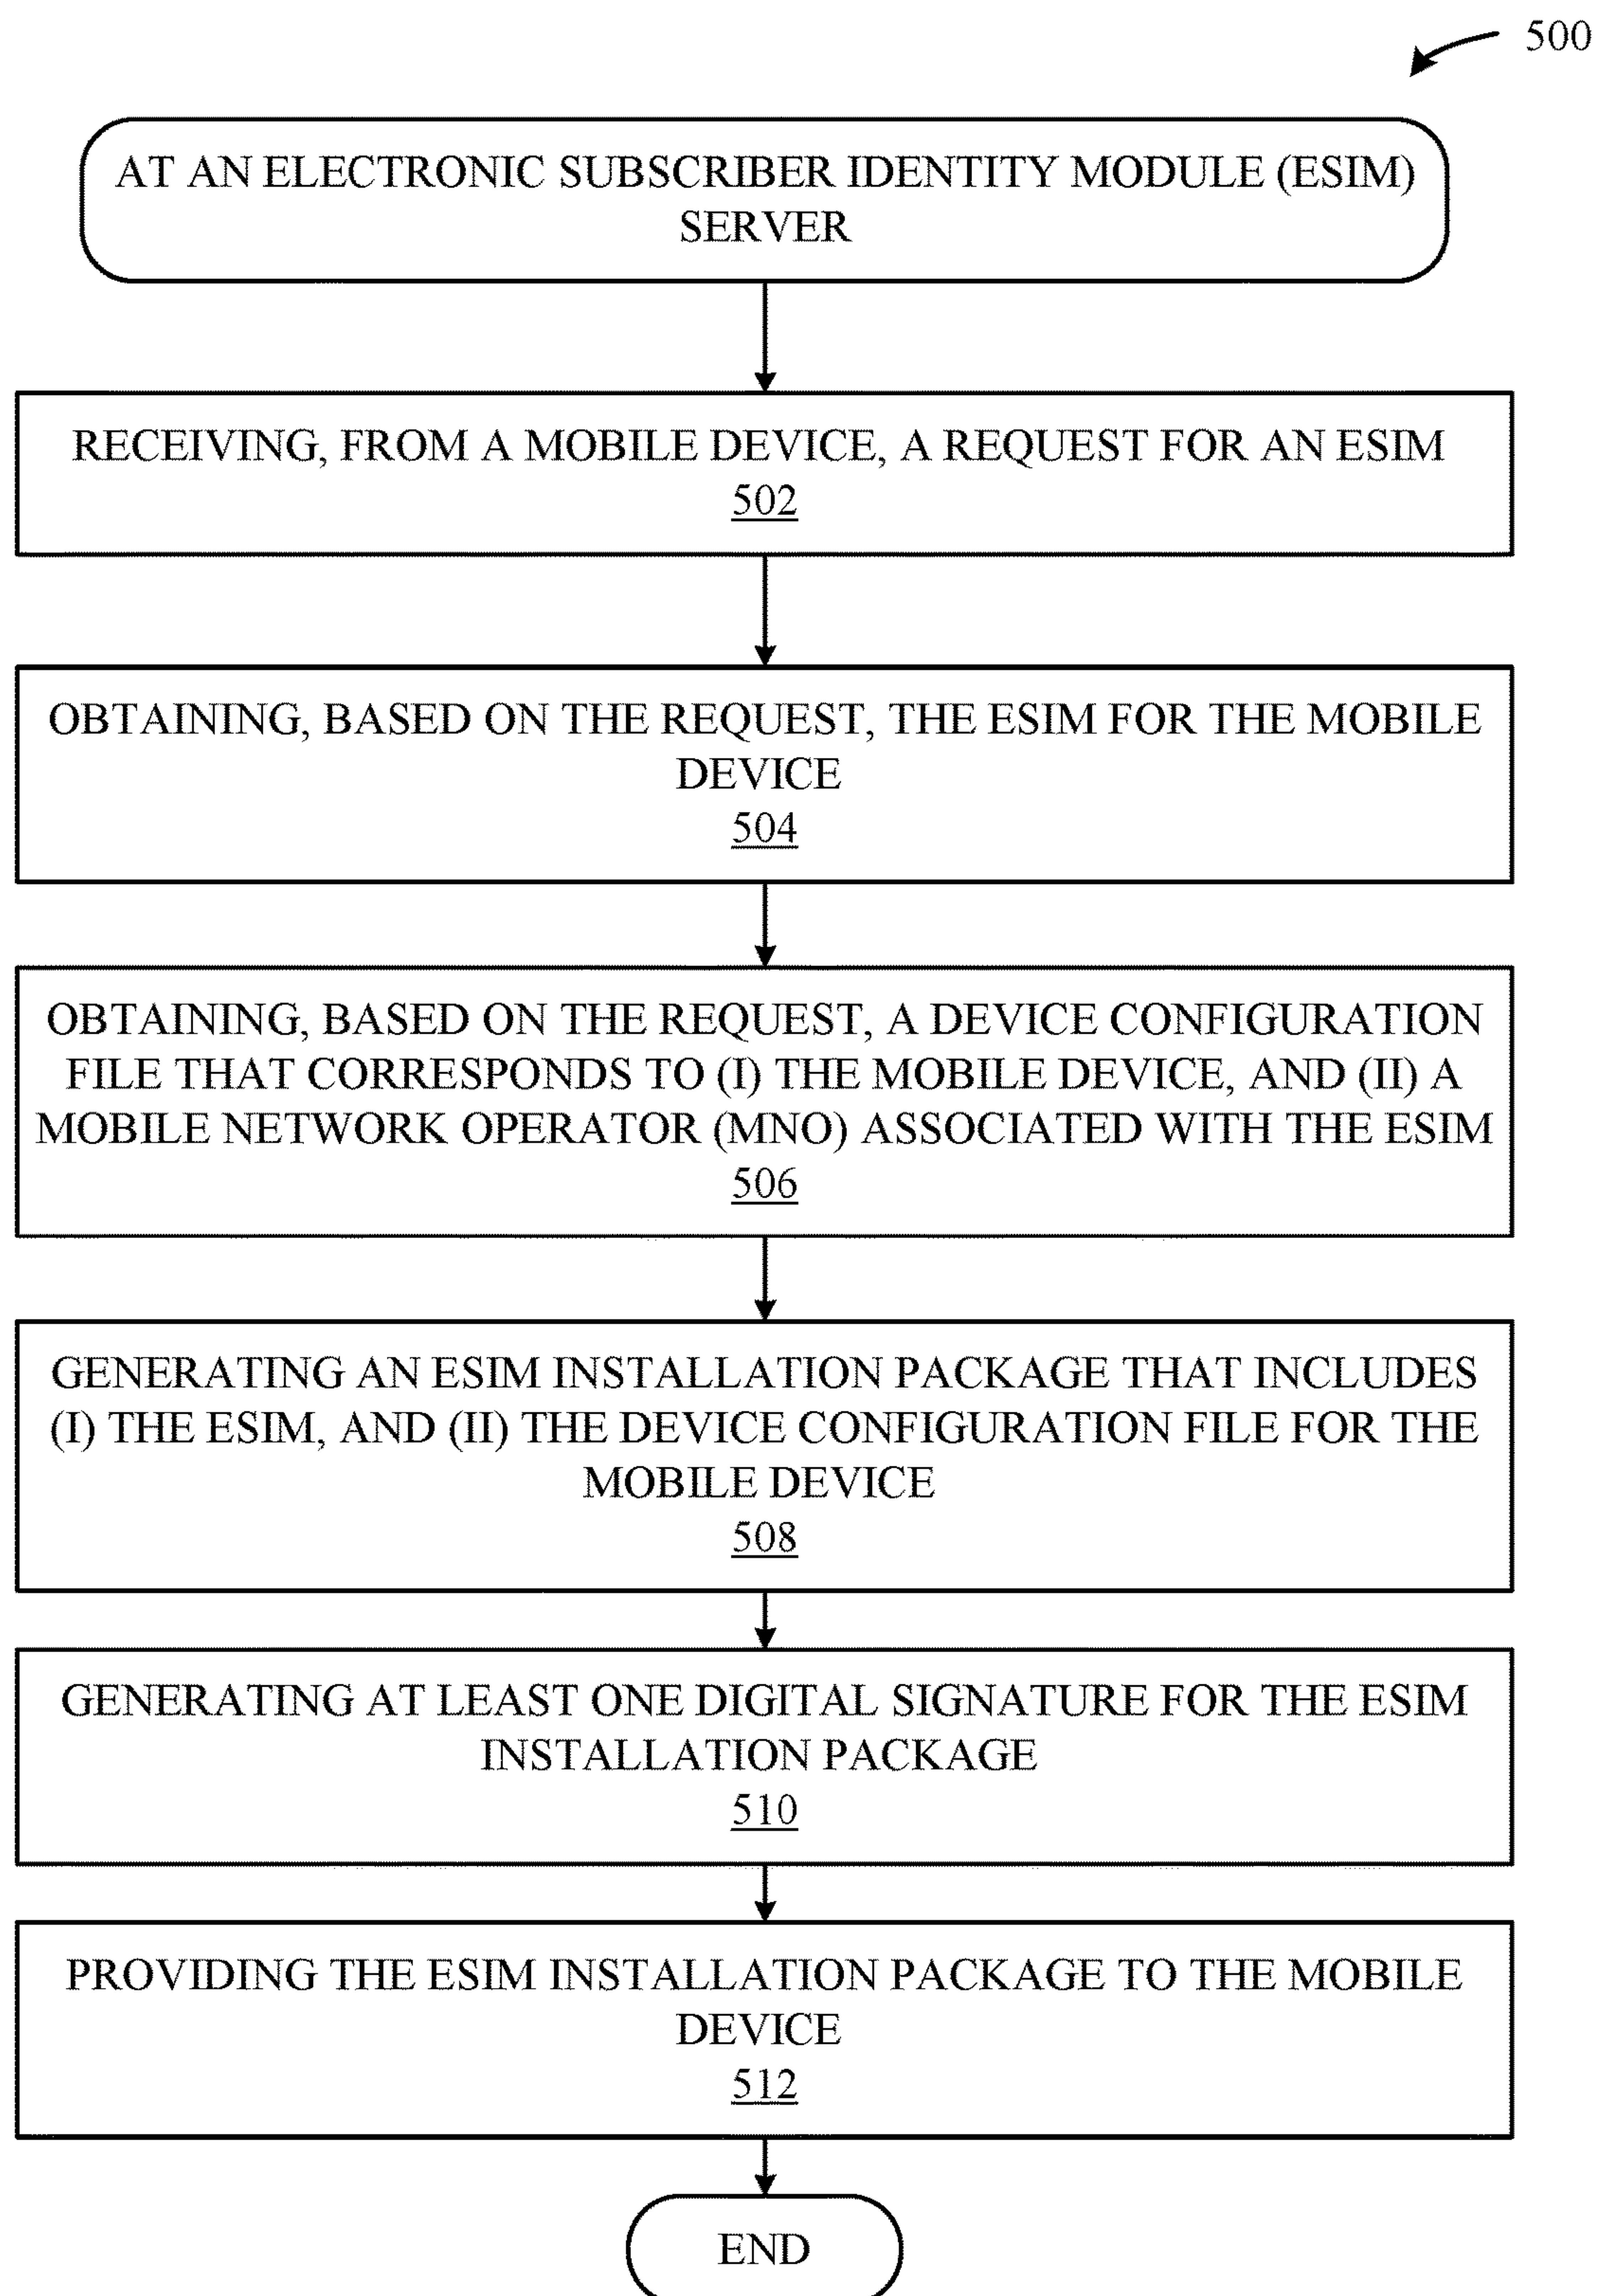 500
AT AN ELECTRONIC SUBSCRIBER IDENTITY MODULE (ESIM)
SERVER
RECEIVING, FROM A MOBILE DEVICE, A REQUEST FOR AN ESIM
502
OBTAINING, BASED ON THE REQUEST, THE ESIM FOR THE MOBILE
DEVICE
504
OBTAINING, BASED ON THE REQUEST, A DEVICE CONFIGURATION
FILE THAT CORRESPONDS TO (I) THE MOBILE DEVICE, AND (II) A
MOBILE NETWORK OPERATOR (MNO) ASSOCIATED WITH THE ESIM
506
GENERATING AN ESIM INSTALLATION PACKAGE THAT INCLUDES
(I) THE ESIM, AND (II) THE DEVICE CONFIGURATION FILE FOR THE
MOBILE DEVICE
508
GENERATING AT LEAST ONE DIGITAL SIGNATURE FOR THE ESIM
INSTALLATION PACKAGE
510
PROVIDING THE ESIM INSTALLATION PACKAGE TO THE MOBILE
DEVICE
512
END